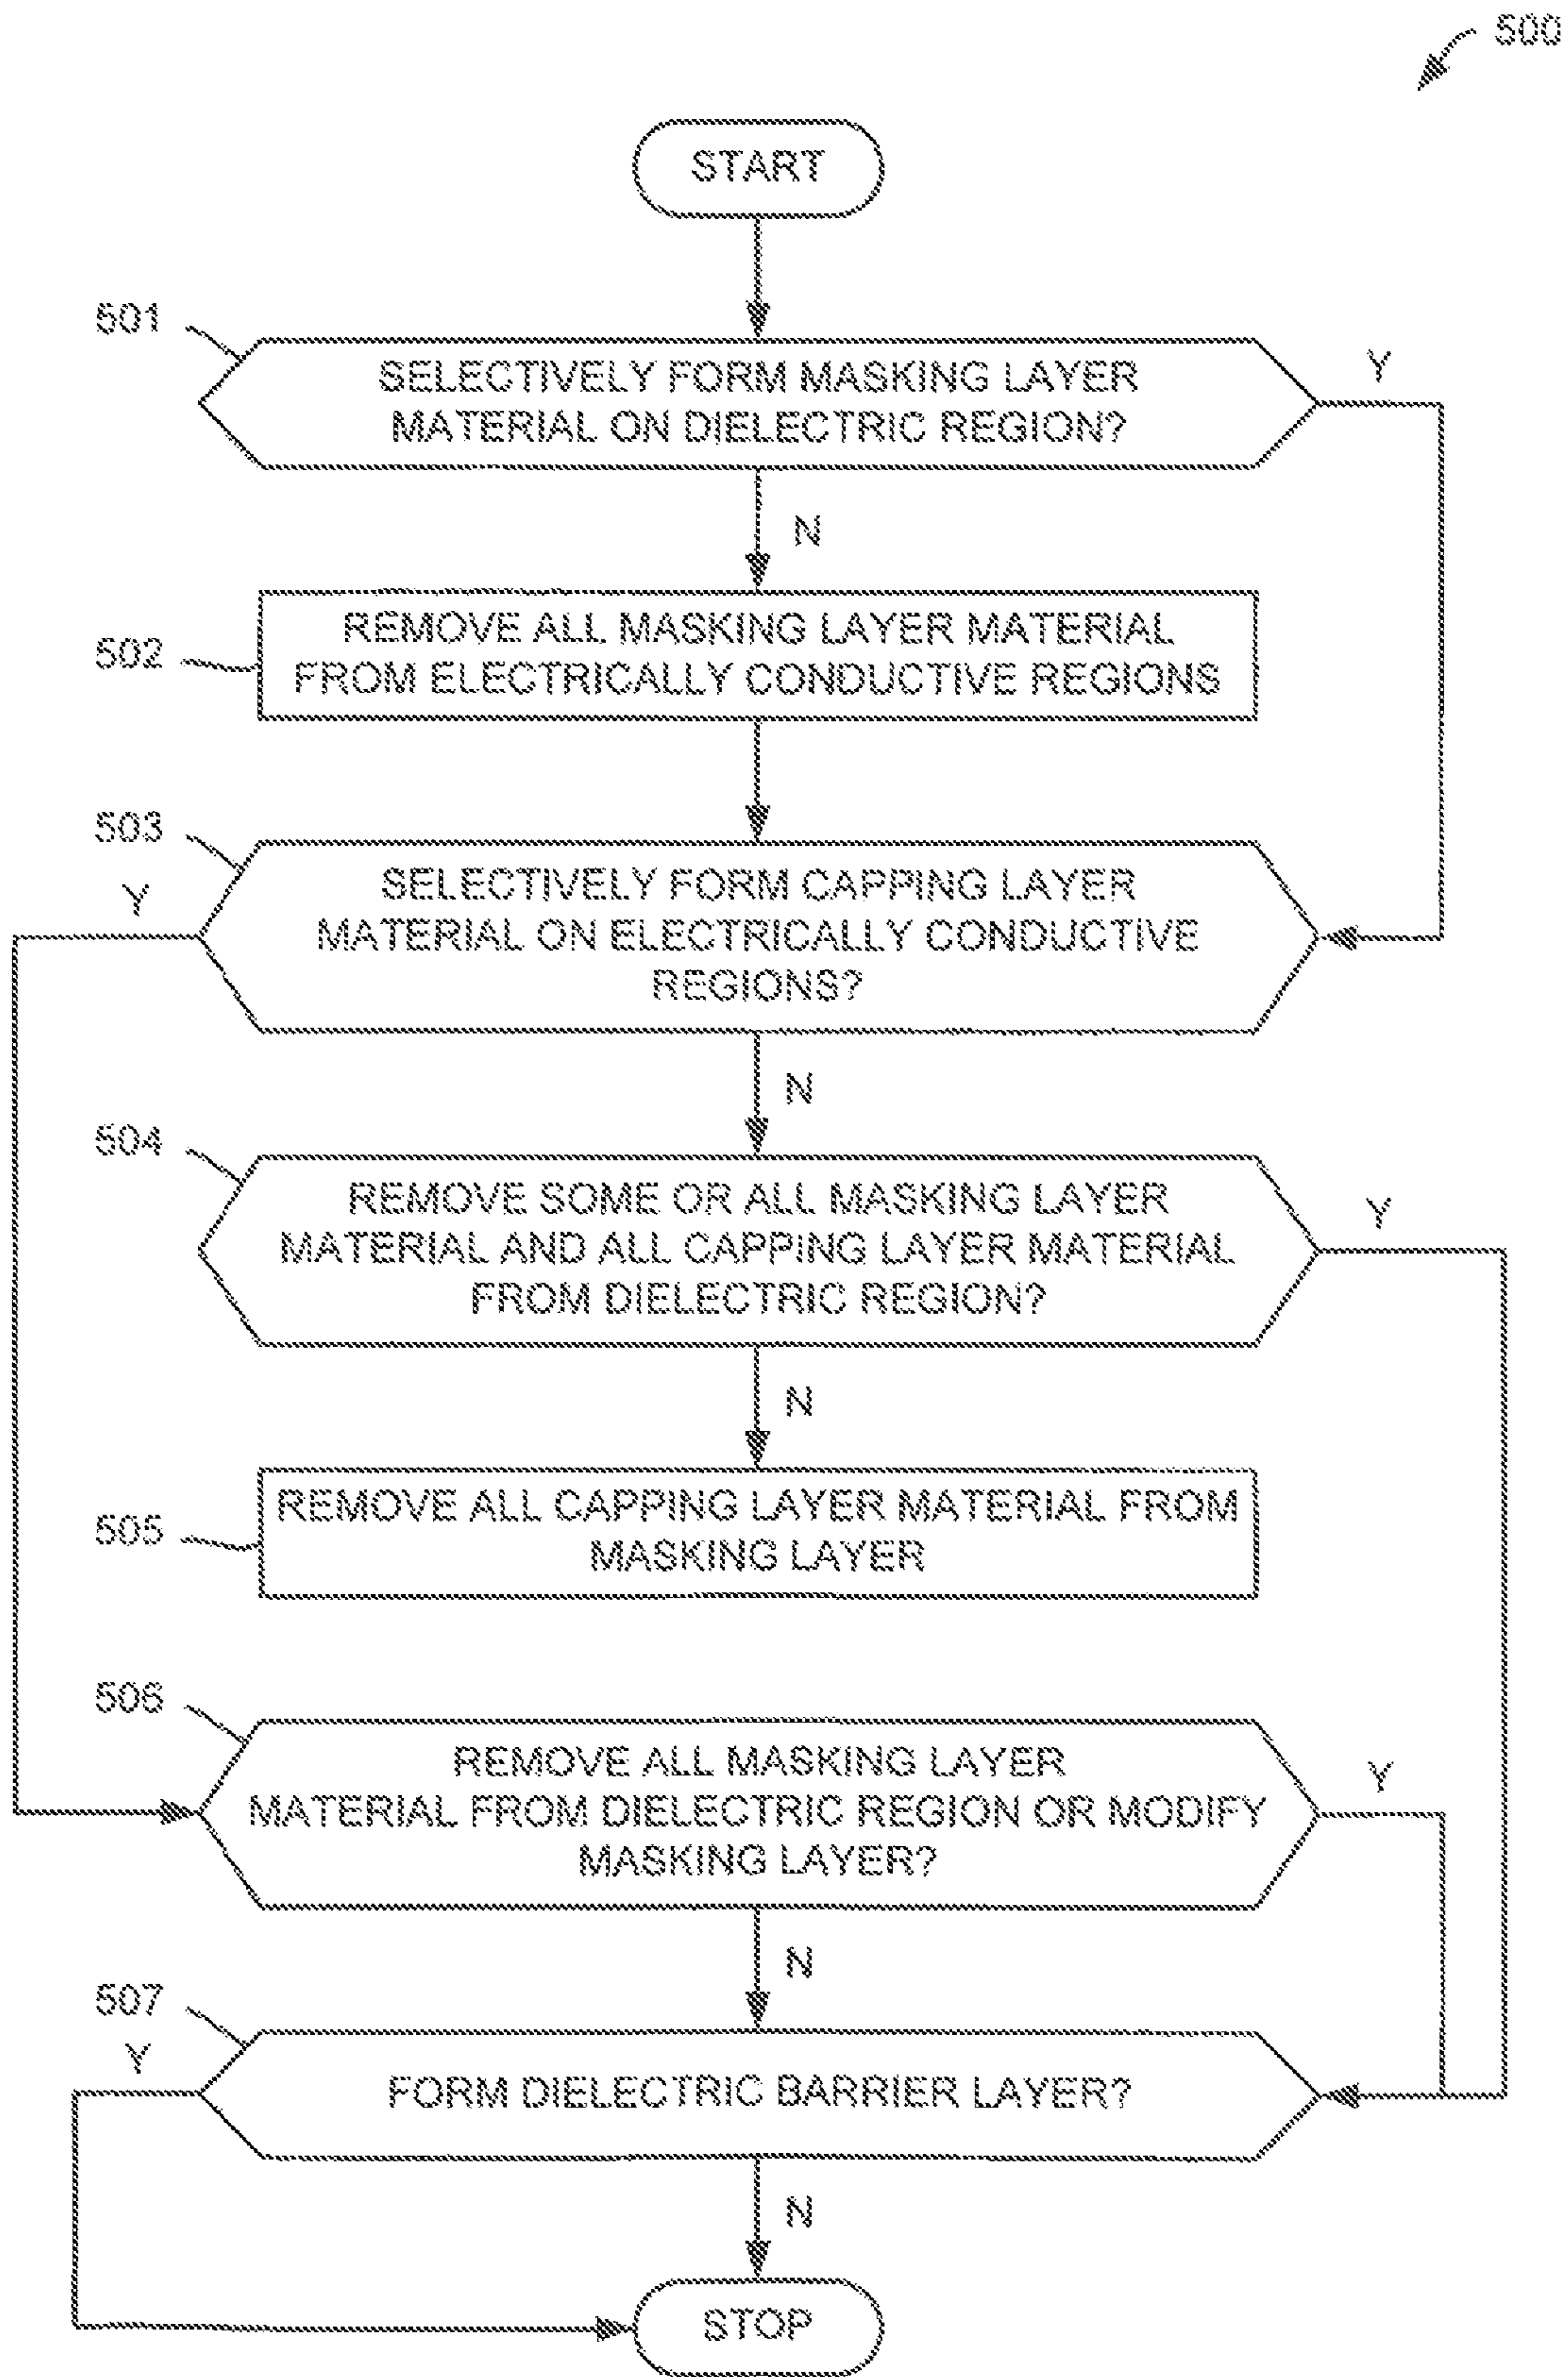 500
START
501
SELECTIVELY FORM MASKING LAYER
MATERIAL ON DIELECTRIC REGION?
Y
N
502
REMOVE ALL MASKING LAYER MATERIAL
FROM ELECTRICALLY CONDUCTIVE REGIONS
503
Y
SELECTIVELY FORM CAPPING LAYER
MATERIAL ON ELECTRICALLY CONDUCTIVE
REGIONS?
N
504
REMOVE SOME OR ALL MASKING LAYER
MATERIAL AND ALL CAPPING LAYER MATERIAL
FROM DIELECTRIC REGION?
Y
N
505
REMOVE ALL CAPPING LAYER MATERIAL FROM
MASKING LAYER
506
REMOVE ALL MASKING LAYER
MATERIAL FROM DIELECTRIC REGION OR MODIFY
MASKING LAYER?
Y
N
507
Y
FORM DIELECTRIC BARRIER LAYER?
N
STOP